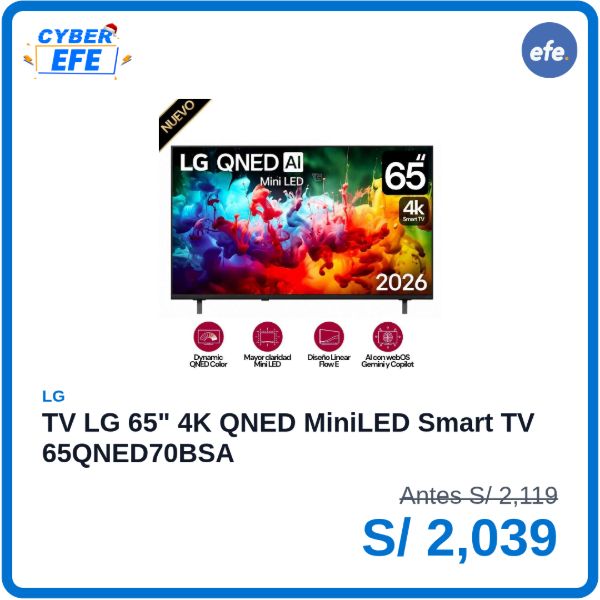 CYBER
EFE
efe.
NUEVO
LG QNED AI
Mini LED
65"
4k
Smart TV
2026
Dynamic
QNED Color
Mayor claridad
Mini LED
Diseño Linear
Flow E
AI con webOS
Gemini y Copilot
LG
TV LG 65" 4K QNED MiniLED Smart TV
65QNED70BSA
Antes S/ 2,119
S/ 2,039